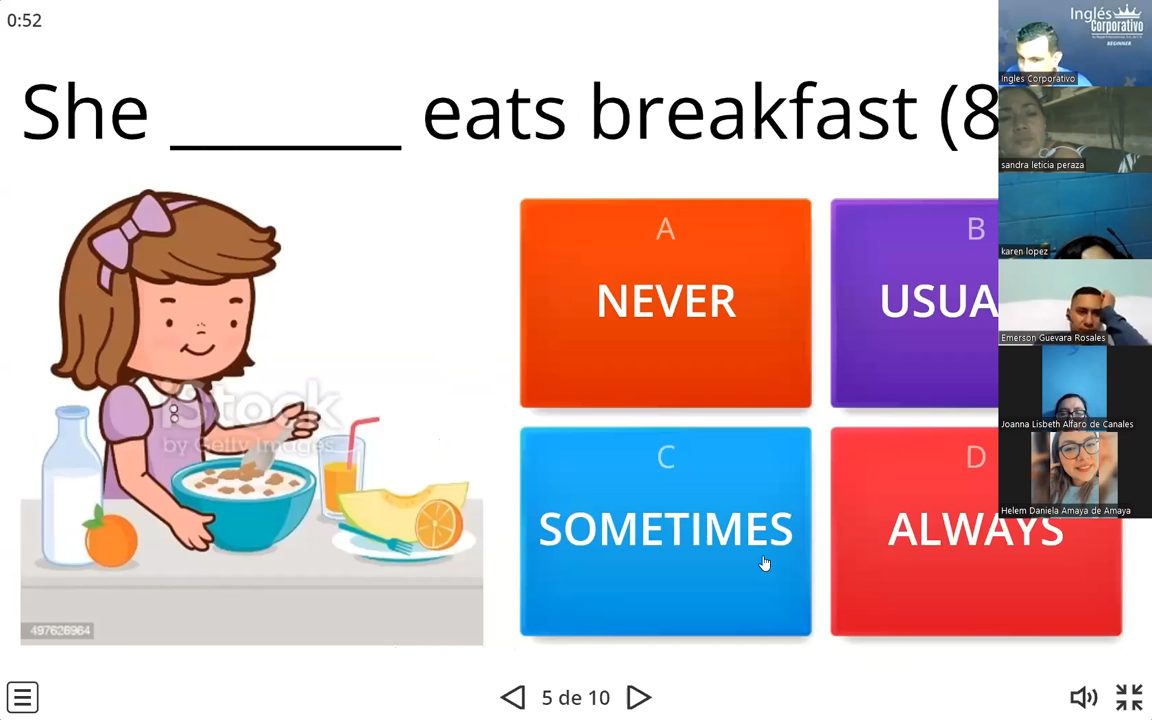 0:52
She _______ eats breakfast (8
A
NEVER
B
USUA
C
SOMETIMES
D
ALWAYS
iStock
by Getty Images
497626964
5 de 10
Inglés
Corporativo
BEGINNER
Ingles Corporativo
sandra leticia peraza
karen lopez
Emerson Guevara Rosales
Joanna Lisbeth Alfaro de Canales
Helem Daniela Amaya de Amaya